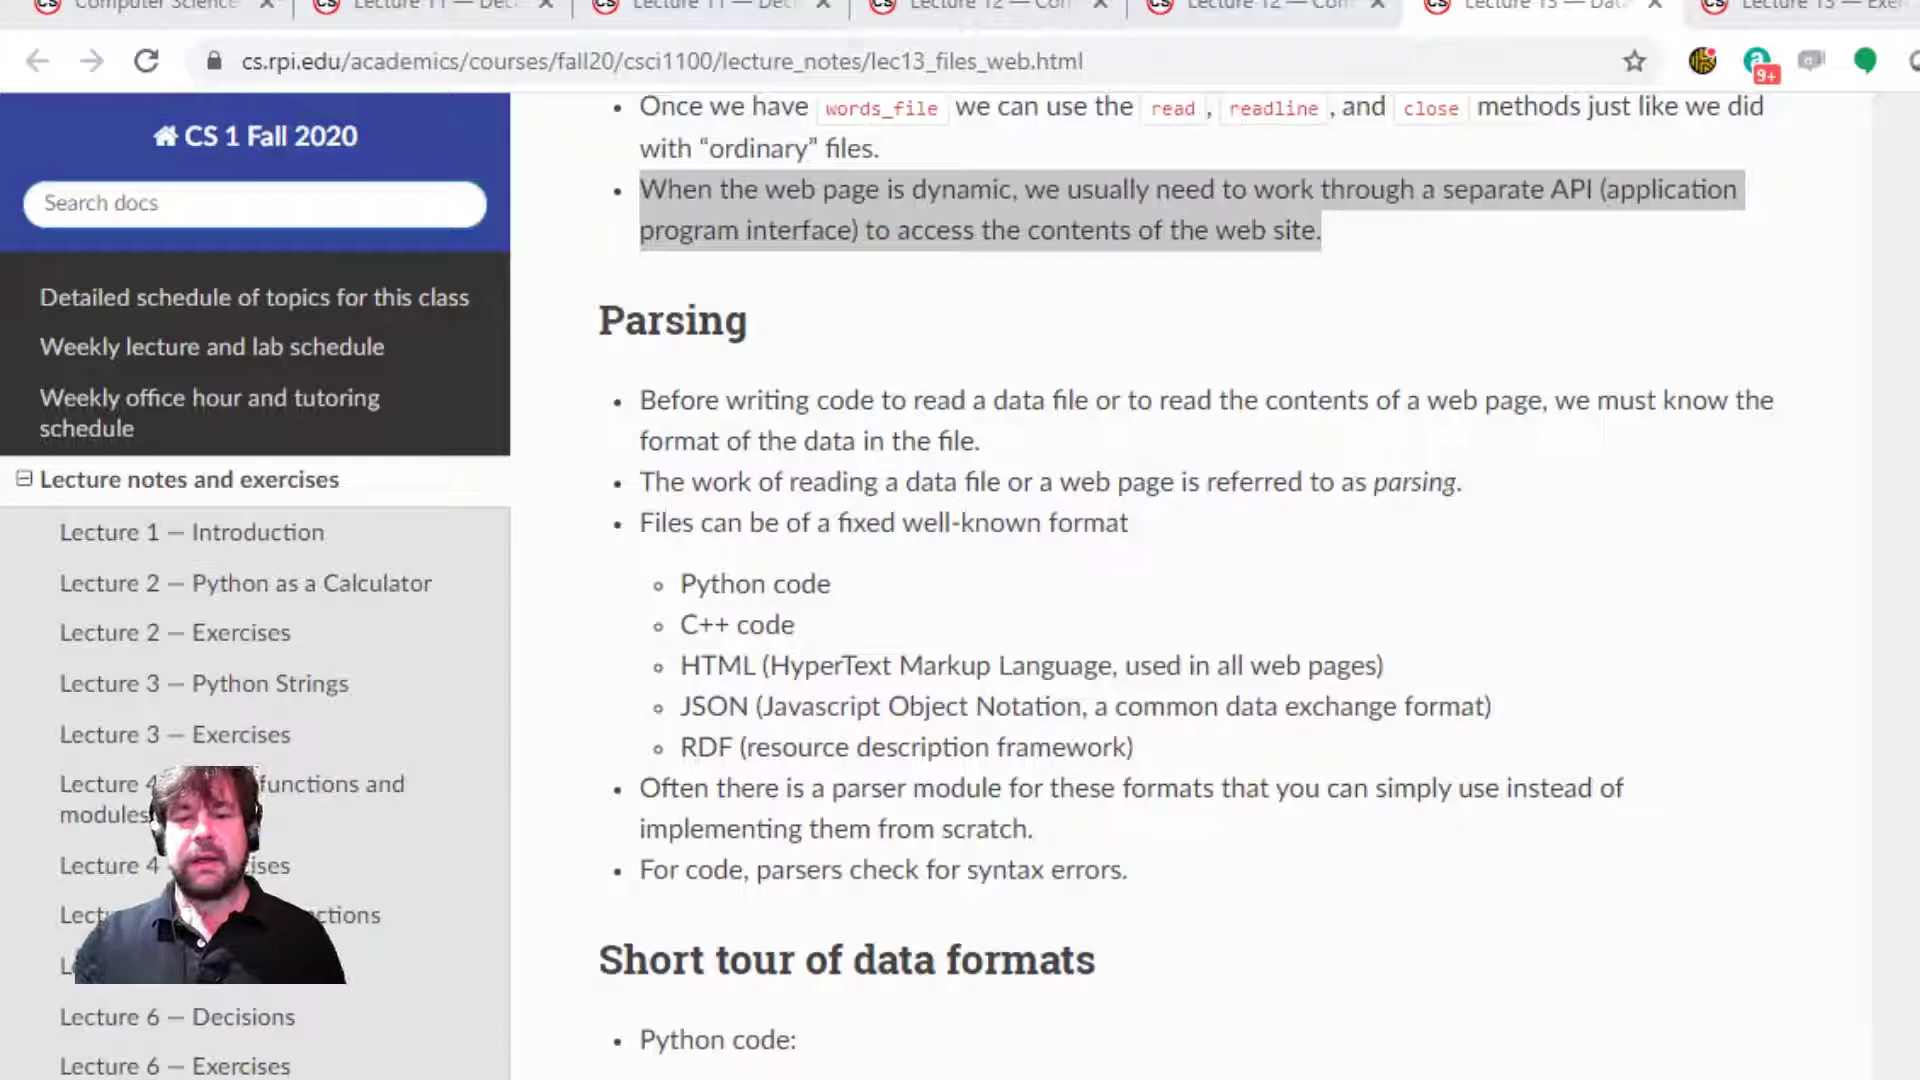 Computer Science
Lecture 11 — Dec
Lecture 11 — Dec
Lecture 12 — Con
Lecture 12 — Con
Lecture 13 — Dat
Lecture 13 — Exer
cs.rpi.edu/academics/courses/fall20/csci1100/lecture_notes/lec13_files_web.html
9+
CS 1 Fall 2020
Search docs
Detailed schedule of topics for this class
Weekly lecture and lab schedule
Weekly office hour and tutoring
schedule
Lecture notes and exercises
Lecture 1 — Introduction
Lecture 2 — Python as a Calculator
Lecture 2 — Exercises
Lecture 3 — Python Strings
Lecture 3 — Exercises
Lecture 4 functions and
modules
Lecture 4
Lecture 6 — Decisions
Lecture 6 — Exercises
Once we have words_file we can use the read, readline, and close methods just like we did
with “ordinary” files.
When the web page is dynamic, we usually need to work through a separate API (application
program interface) to access the contents of the web site.
Parsing
Before writing code to read a data file or to read the contents of a web page, we must know the
format of the data in the file.
The work of reading a data file or a web page is referred to as parsing.
Files can be of a fixed well-known format
Python code
C++ code
HTML (HyperText Markup Language, used in all web pages)
JSON (Javascript Object Notation, a common data exchange format)
RDF (resource description framework)
Often there is a parser module for these formats that you can simply use instead of
implementing them from scratch.
For code, parsers check for syntax errors.
Short tour of data formats
Python code: